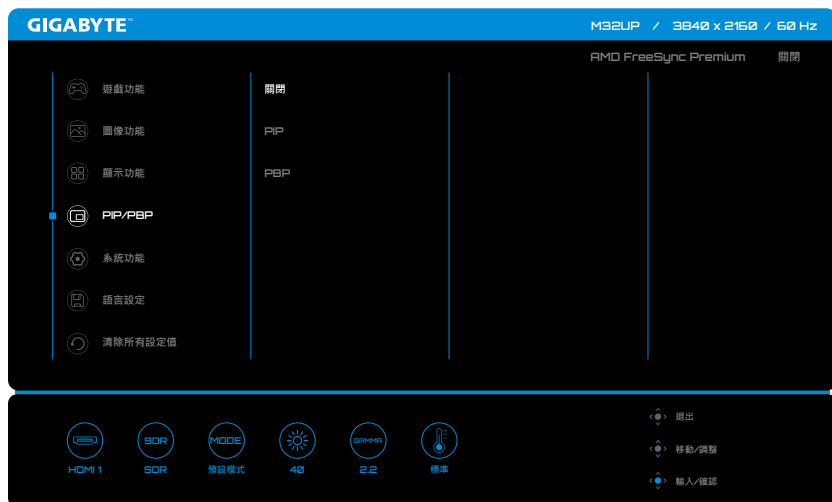 GIGABYTE™
M32UP / 3840 x 2160 / 60 Hz
AMD FreeSync Premium 關閉
遊戲功能
圖像功能
顯示功能
PIP/PBP
系統功能
語言設定
清除所有設定值
關閉
PIP
PBP
HDMI 1
SDR
SDR
MODE
預設模式
40
GAMMA
2.2
標準
退出
移動/調整
輸入/確認